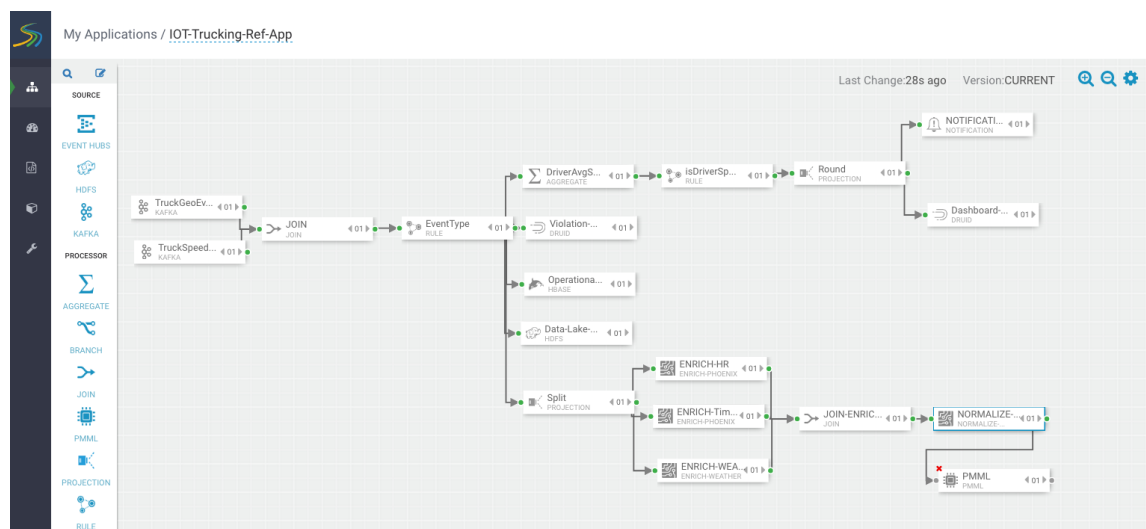 My Applications / IOT-Trucking-Ref-App
Last Change:28s ago Version:CURRENT
SOURCE
EVENT HUBS
HDFS
KAFKA
PROCESSOR
AGGREGATE
BRANCH
JOIN
PMML
PROJECTION
RULE
TruckGeoEv... 01
KAFKA
TruckSpeed... 01
KAFKA
JOIN 01
JOIN
EventType 01
RULE
DriverAvgS... 01
AGGREGATE
isDriverSp... 01
RULE
Round 01
PROJECTION
NOTIFICATI... 01
NOTIFICATION
Dashboard-... 01
DRUID
Violation-... 01
DRUID
Operationa... 01
HBASE
Data-Lake-... 01
HDFS
Split 01
PROJECTION
ENRICH-HR 01
ENRICH-PHOENIX
ENRICH-Tim... 01
ENRICH-PHOENIX
ENRICH-WEA... 01
ENRICH-WEATHER
JOIN-ENRIC... 01
JOIN
NORMALIZE-... 01
NORMALIZE-...
PMML 01
PMML